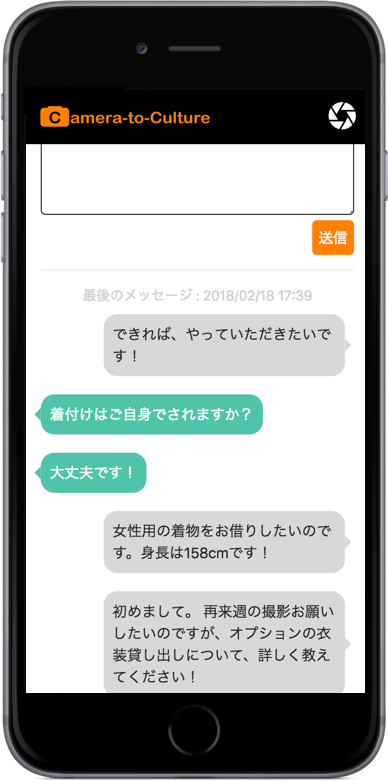 Camera-to-Culture
送信
最後のメッセージ : 2018/02/18 17:39
できれば、やっていただきたいで
す！
着付けはご自身でされますか？
大丈夫です！
女性用の着物をお借りしたいので
す。身長は158cmです！
初めまして。 再来週の撮影お願い
したいのですが、オプションの衣
装貸し出しについて、詳しく教え
てください！